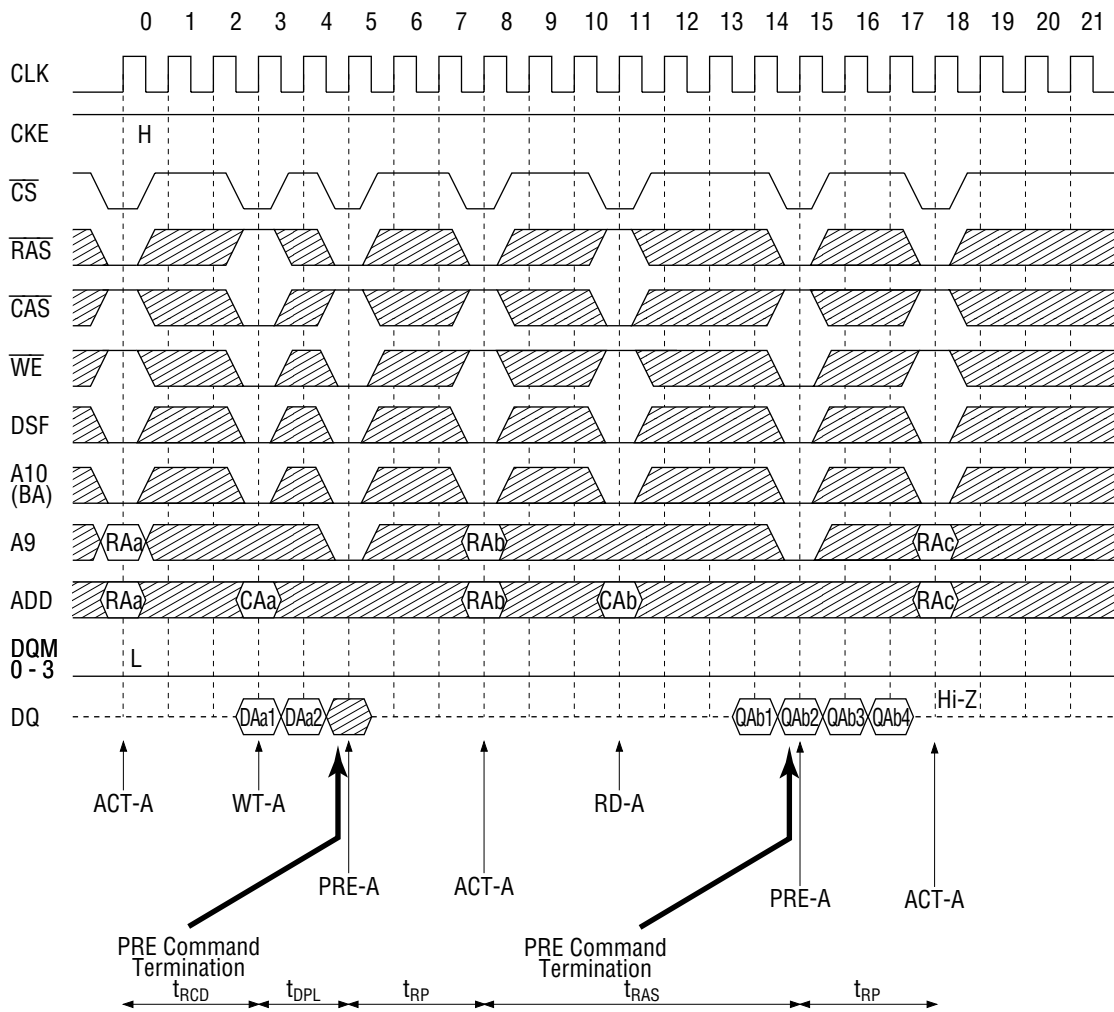 0 1 2 3 4 5 6 7 8 9 10 11 12 13 14 15 16 17 18 19 20 21
CLK
CKE H
CS
RAS
CAS
WE
DSF
A10
(BA)
A9 RAa RAb RAc
ADD RAa CAa RAb CAb RAc
DQM
0 - 3 L
DQ DAa1 DAa2 QAb1 QAb2 QAb3 QAb4 Hi-Z
ACT-A WT-A RD-A
PRE-A ACT-A PRE-A ACT-A
PRE Command
Termination
PRE Command
Termination
tRCD tDPL tRP tRAS tRP